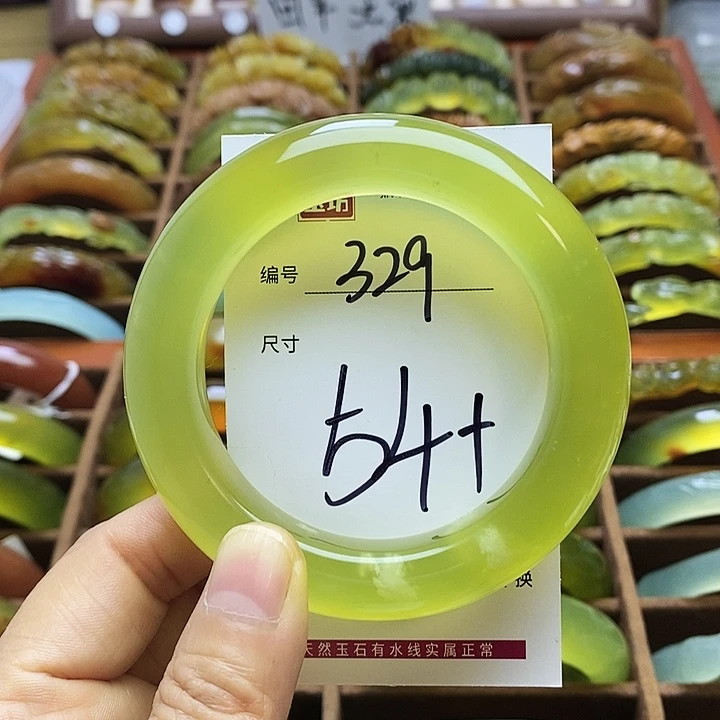 编号 329
尺寸
54+
换
天然玉石有水线实属正常